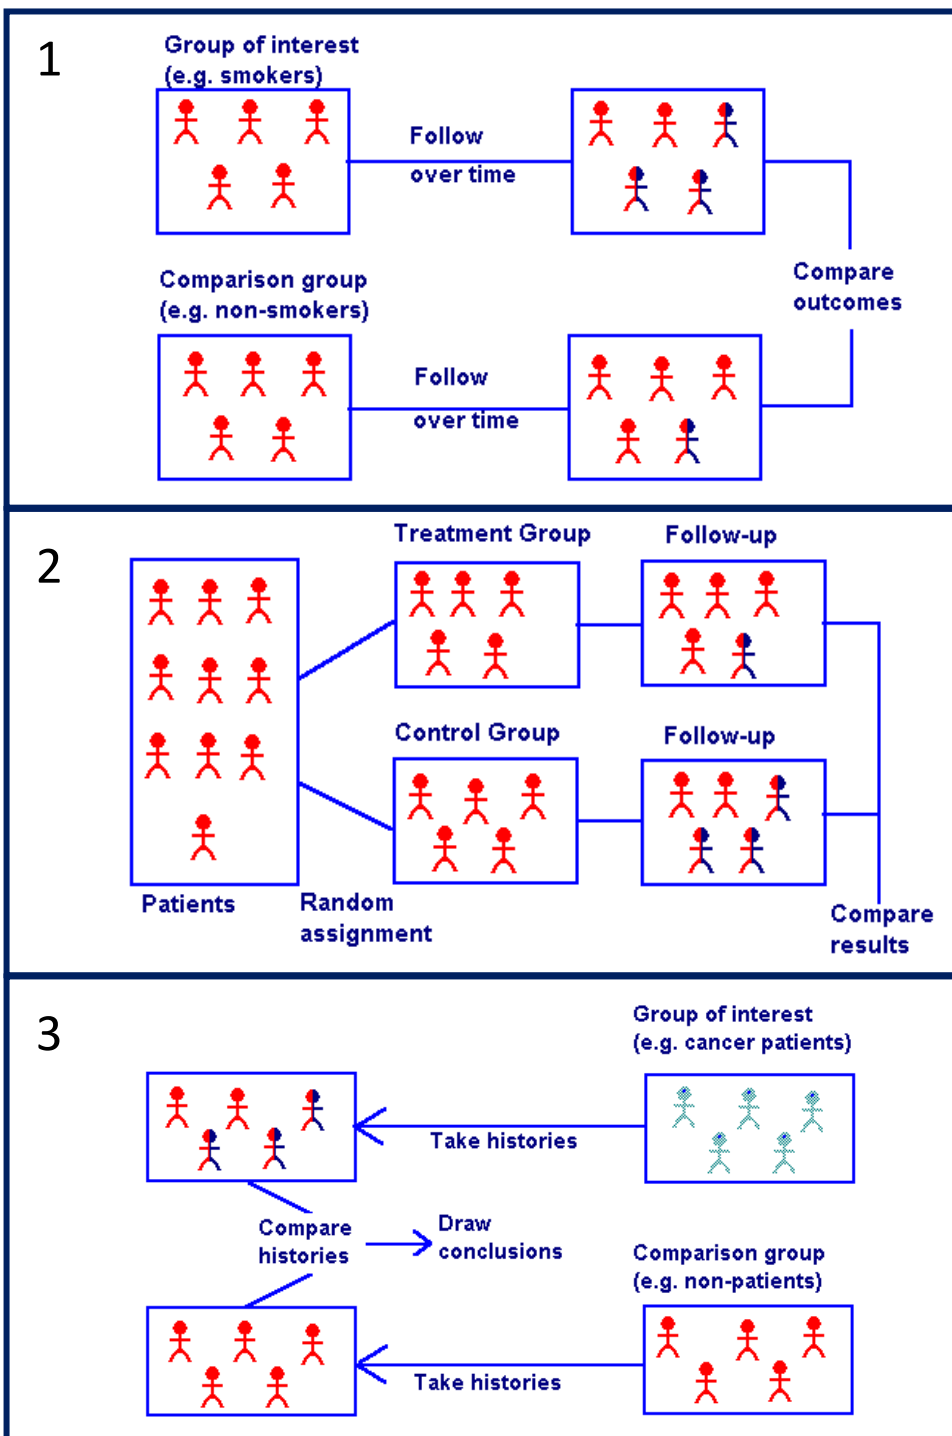 1
Group of interest
(e.g. smokers)
Follow
over time
Compare
outcomes
Comparison group
(e.g. non-smokers)
Follow
over time
2
Treatment Group
Follow-up
Control Group
Follow-up
Patients
Random
assignment
Compare
results
3
Group of interest
(e.g. cancer patients)
Take histories
Compare
histories
Draw
conclusions
Comparison group
(e.g. non-patients)
Take histories